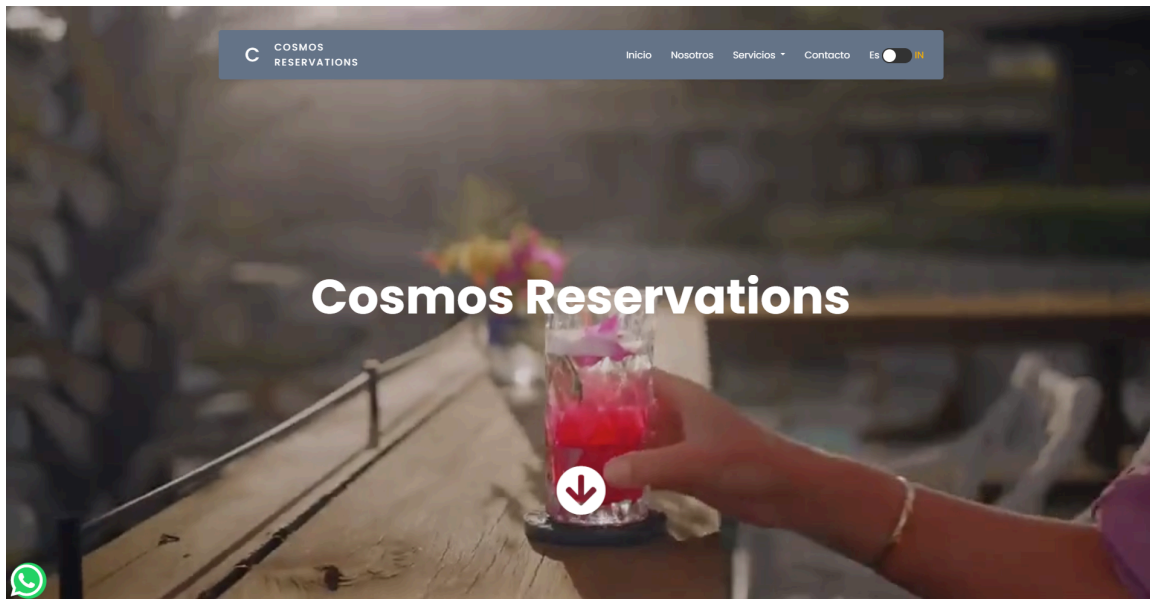 C
COSMOS
RESERVATIONS
Inicio Nosotros Servicios Contacto Es IN
Cosmos Reservations